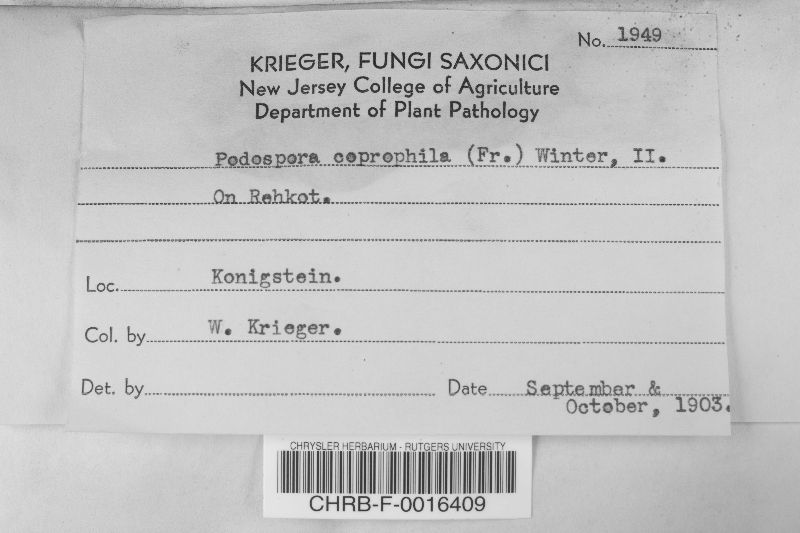 No. 1949
KRIEGER, FUNGI SAXONICI
New Jersey College of Agriculture
Department of Plant Pathology
Podospora coprophila (Fr.) Winter, II.
On Rehkot.
Loc. Konigstein.
Col. by W. Krieger.
Det. by Date September &
October, 1903.
CHRYSLER HERBARIUM - RUTGERS UNIVERSITY
CHRB-F-0016409